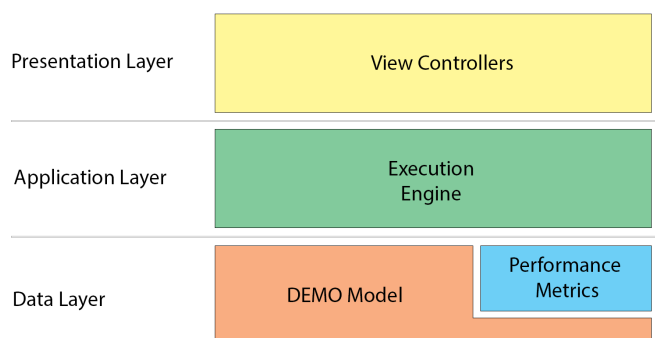 Presentation Layer
View Controllers
Application Layer
Execution
Engine
Data Layer
DEMO Model
Performance
Metrics